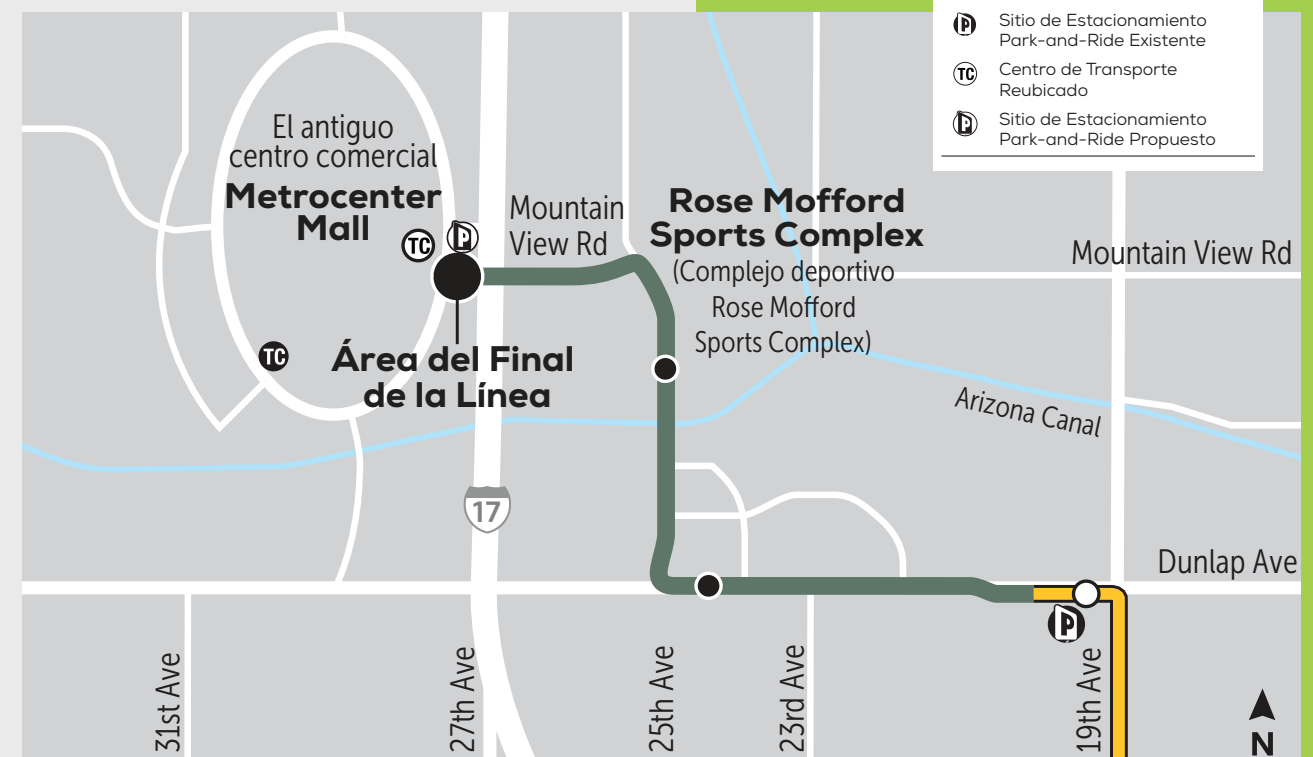 P
Sitio de Estacionamiento
Park-and-Ride Existente
TC
Centro de Transporte
Reubicado
P
Sitio de Estacionamiento
Park-and-Ride Propuesto
El antiguo
centro comercial
Metrocenter
Mall
TC
P
Mountain
View Rd
Rose Mofford
Sports Complex
(Complejo deportivo
Rose Mofford
Sports Complex)
Mountain View Rd
TC
Área del Final
de la Línea
Arizona Canal
17
Dunlap Ave
P
31st Ave
27th Ave
25th Ave
23rd Ave
19th Ave
N